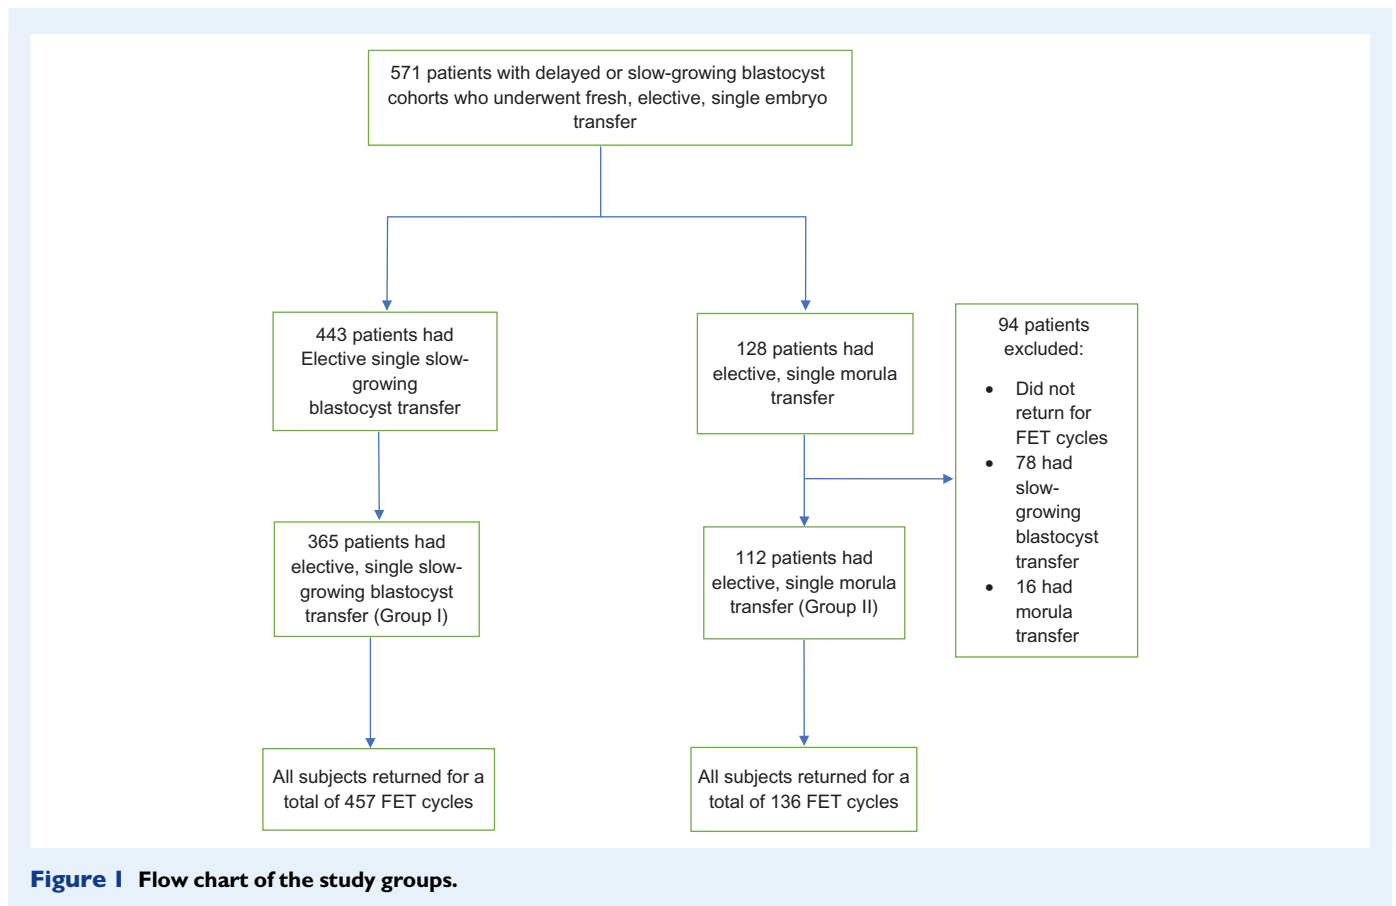 571 patients with delayed or slow-growing blastocyst
cohorts who underwent fresh, elective, single embryo
transfer
443 patients had
Elective single slow-
growing
blastocyst transfer
128 patients had
elective, single morula
transfer
94 patients
excluded:
• Did not
return for
FET cycles
• 78 had
slow-
growing
blastocyst
transfer
• 16 had
morula
transfer
365 patients had
elective, single slow-
growing blastocyst
transfer (Group I)
112 patients had
elective, single morula
transfer (Group II)
All subjects returned for a
total of 457 FET cycles
All subjects returned for a
total of 136 FET cycles
Figure 1 Flow chart of the study groups.